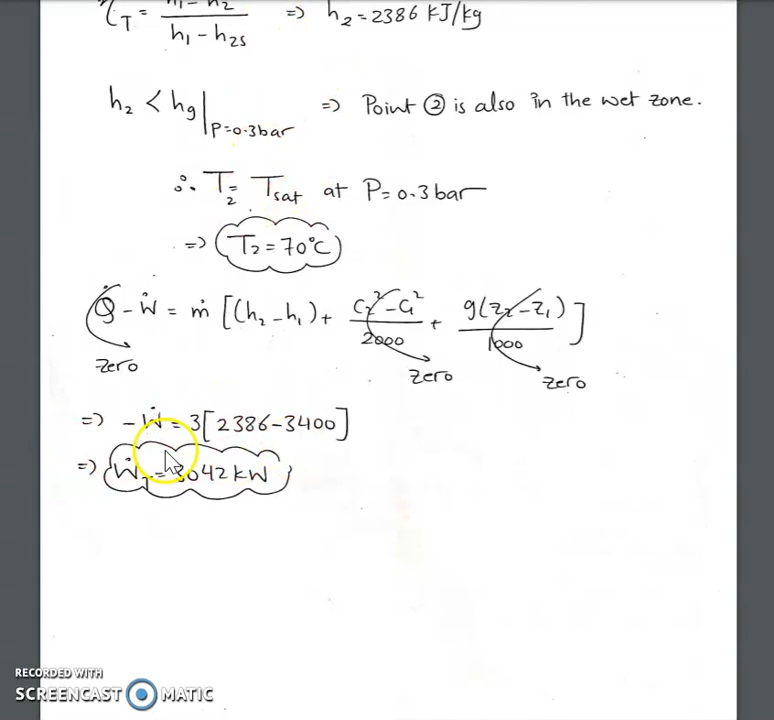 η_T = (h₁ - h₂) / (h₁ - h₂s) => h₂ = 2386 KJ/kg
h₂ < hg|P=0.3bar => Point ② is also in the wet zone.
∴ T₂ = Tsat at P = 0.3 bar
=> T₂ = 70°C
Q̇ - Ẇ = ṁ [(h₂ - h₁) + (C₂² - C₁²)/2000 + g(z₂ - z₁)/1000]
zero zero zero
=> - Ẇ = 3[2386 - 3400]
=> Ẇ_T = 3042 kW
RECORDED WITH
SCREENCAST MATIC